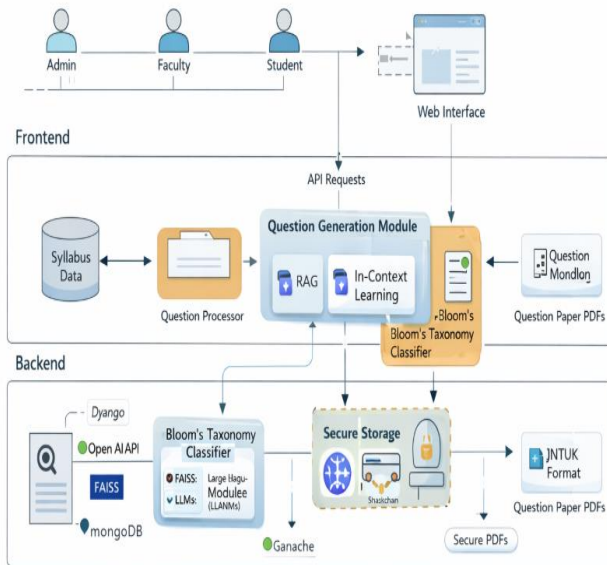 Admin
Faculty
Student
Web Interface
Frontend
API Requests
Syllabus
Data
Question Processor
Question Generation Module
RAG
In-Context
Learning
Bloom's
Bloom's Taxonomy
Classifier
Question
Mondlon
Question Paper PDFs
Backend
Dyango
Open AI API
FAISS
mongoDB
Bloom's Taxonomy
Classifier
FAISS:
LLMs:
Large Hagu-
Modulee
(LLANMs)
Ganache
Secure Storage
Shaskchan
Secure PDFs
JNTUK
Format
Question Paper PDFs